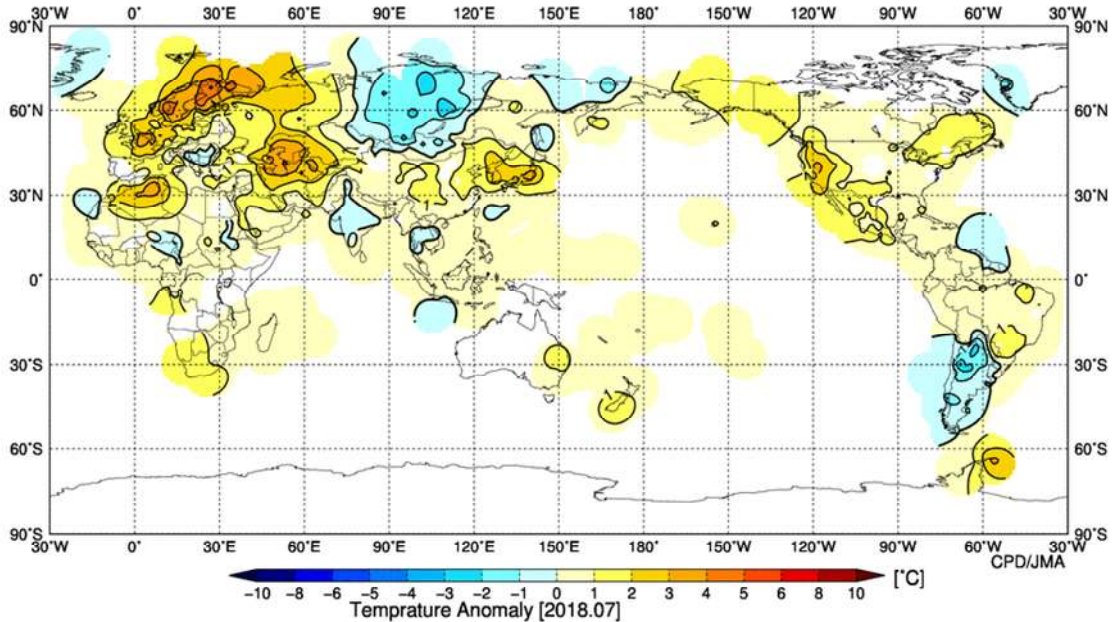 30°W 0° 30°E 60°E 90°E 120°E 150°E 180° 150°W 120°W 90°W 60°W 30°W
90°N 90°N
60°N 60°N
30°N 30°N
0° 0°
30°S 30°S
60°S 60°S
90°S 90°S
30°W 0° 30°E 60°E 90°E 120°E 150°E 180° 150°W 120°W 90°W 60°W 30°W
CPD/JMA
[°C]
−10 −8 −6 −5 −4 −3 −2 −1 0 1 2 3 4 5 6 8 10
Temprature Anomaly [2018.07]